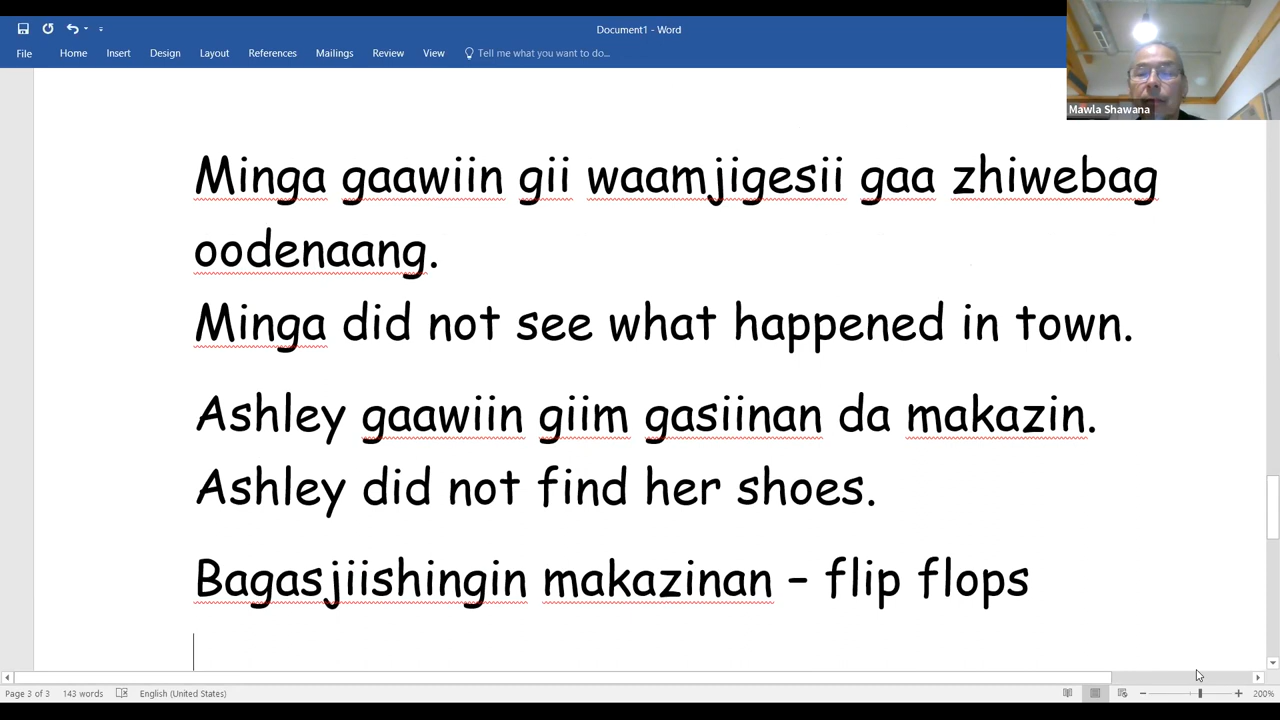 Document1 - Word
File Home Insert Design Layout References Mailings Review View Tell me what you want to do...
Mawla Shawana
Minga gaawiin gii waamjigesii gaa zhiwebag
oodenaang.
Minga did not see what happened in town.
Ashley gaawiin giim gasiinan da makazin.
Ashley did not find her shoes.
Bagasjiishingin makazinan – flip flops
Page 3 of 3 143 words English (United States) 200%